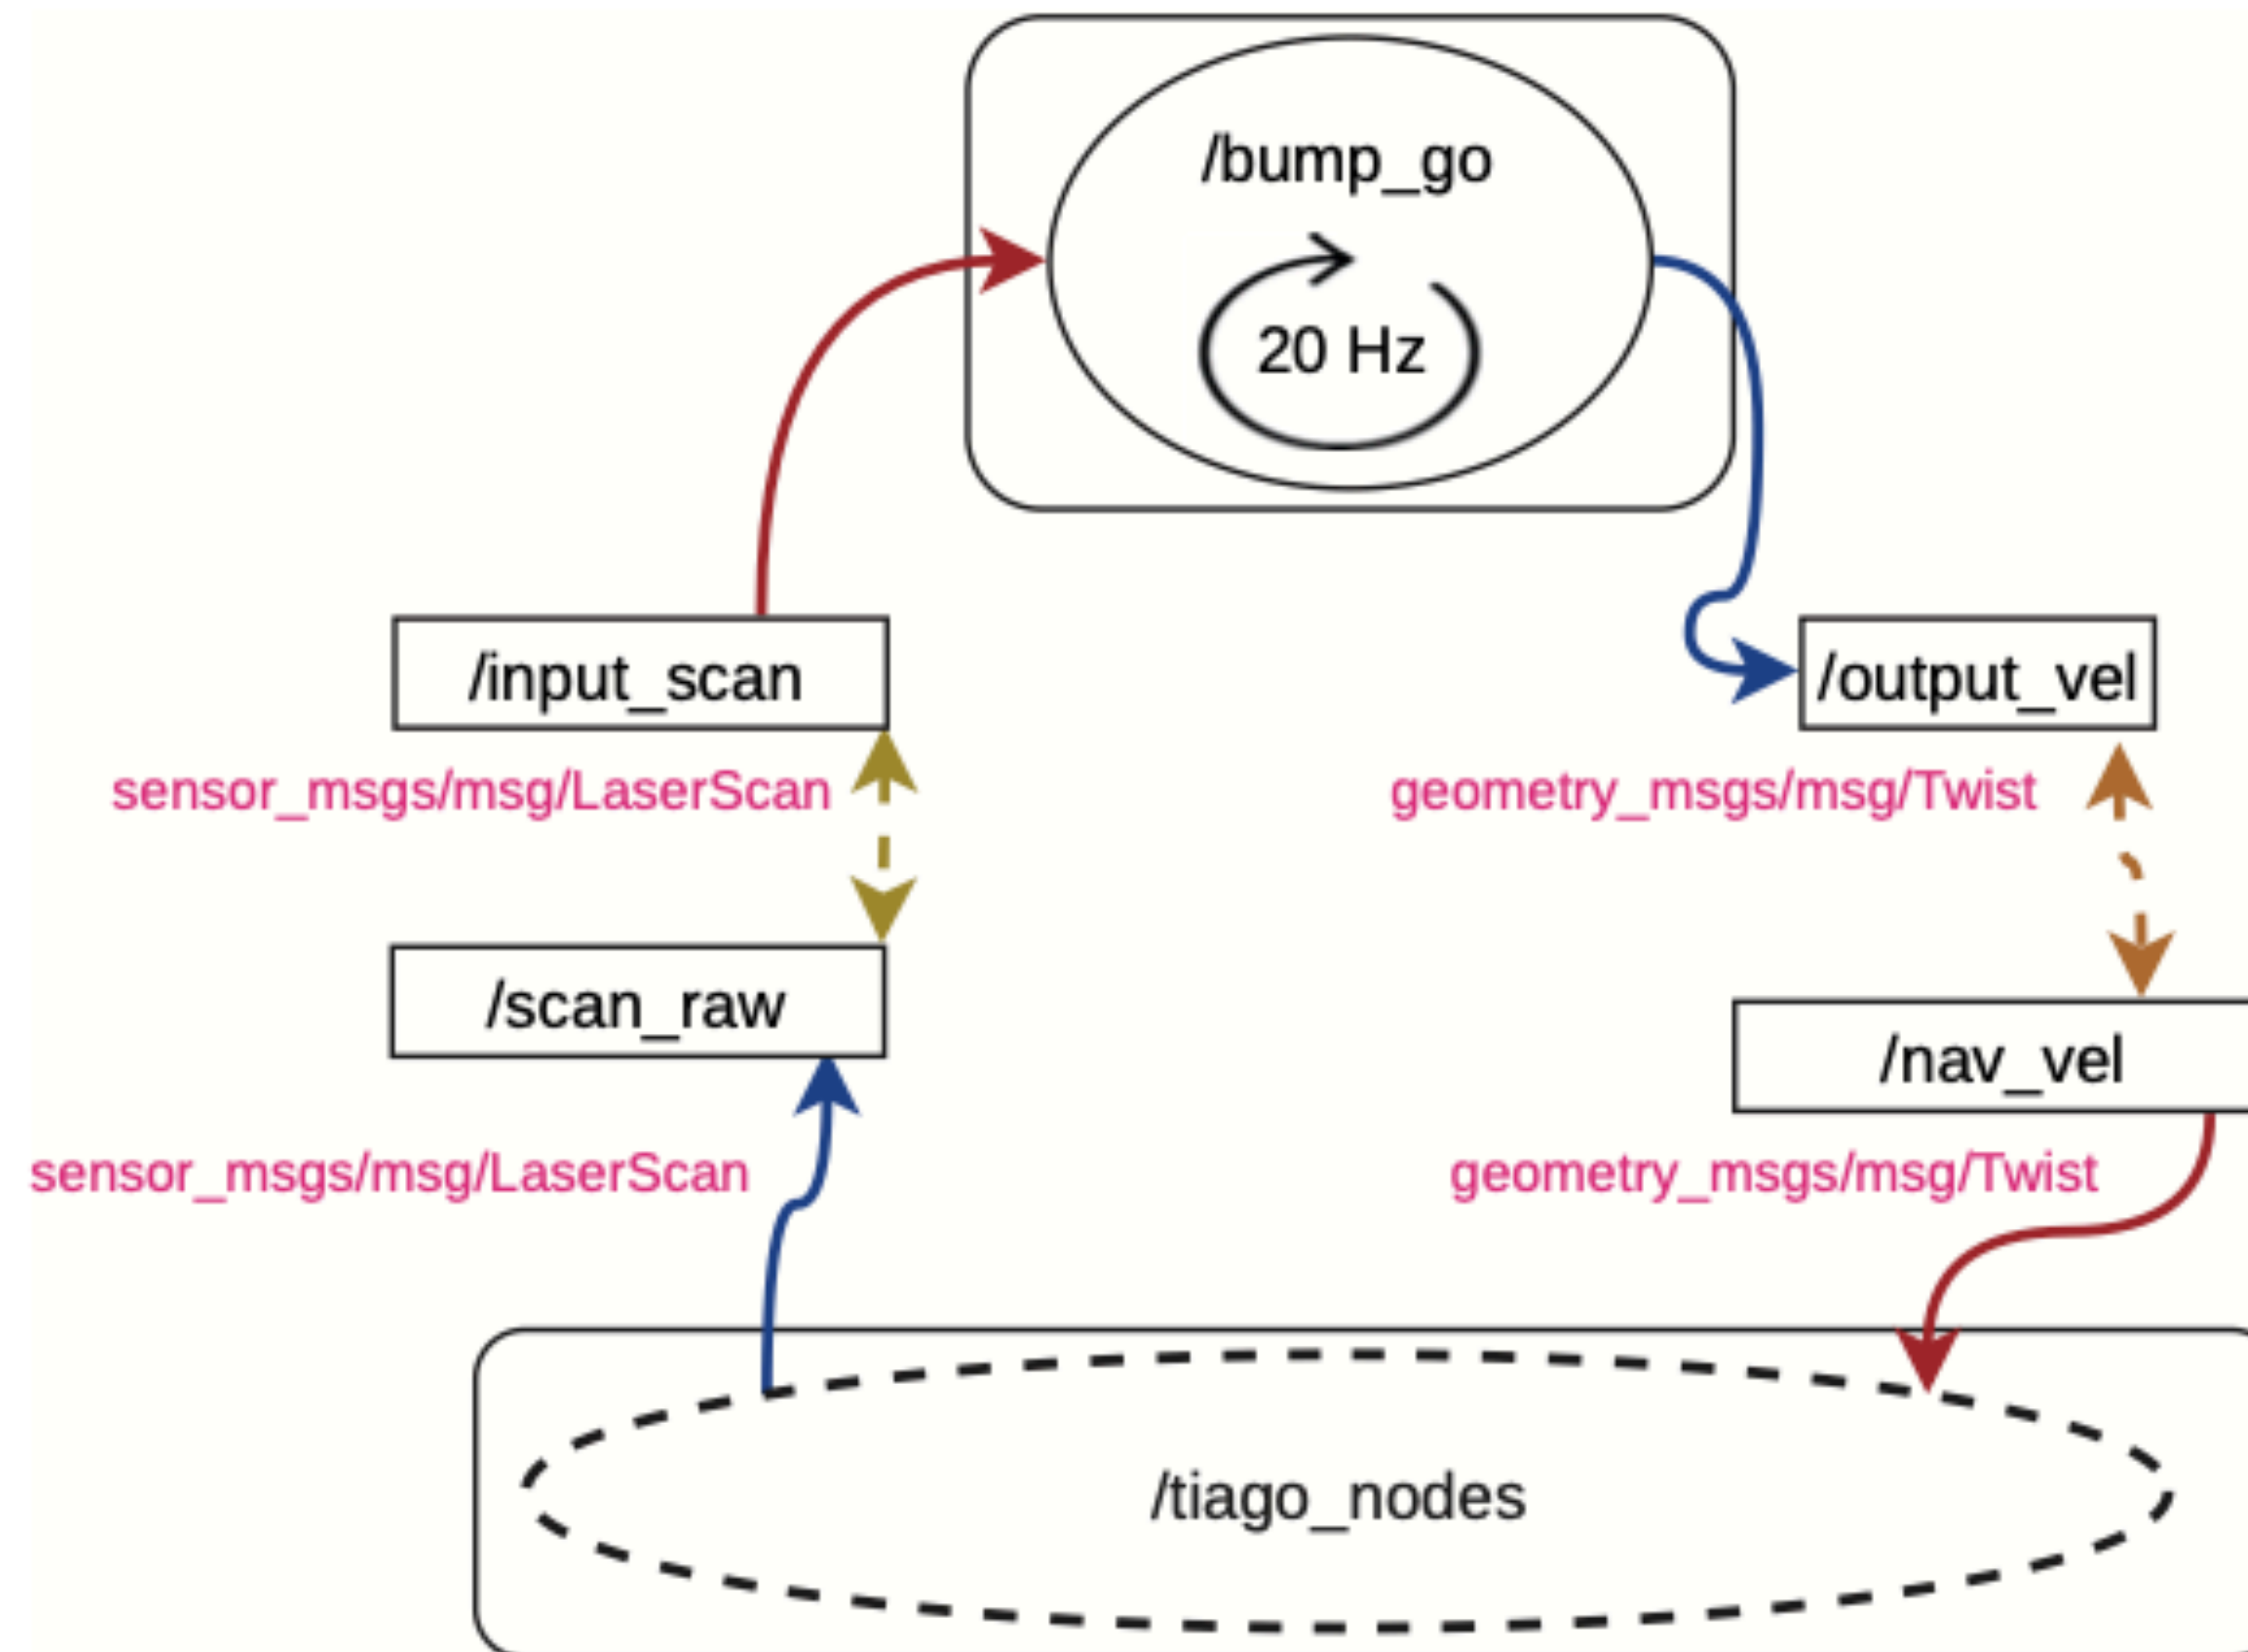 /bump_go
20 Hz
/input_scan
/output_vel
sensor_msgs/msg/LaserScan
geometry_msgs/msg/Twist
/scan_raw
/nav_vel
sensor_msgs/msg/LaserScan
geometry_msgs/msg/Twist
/tiago_nodes